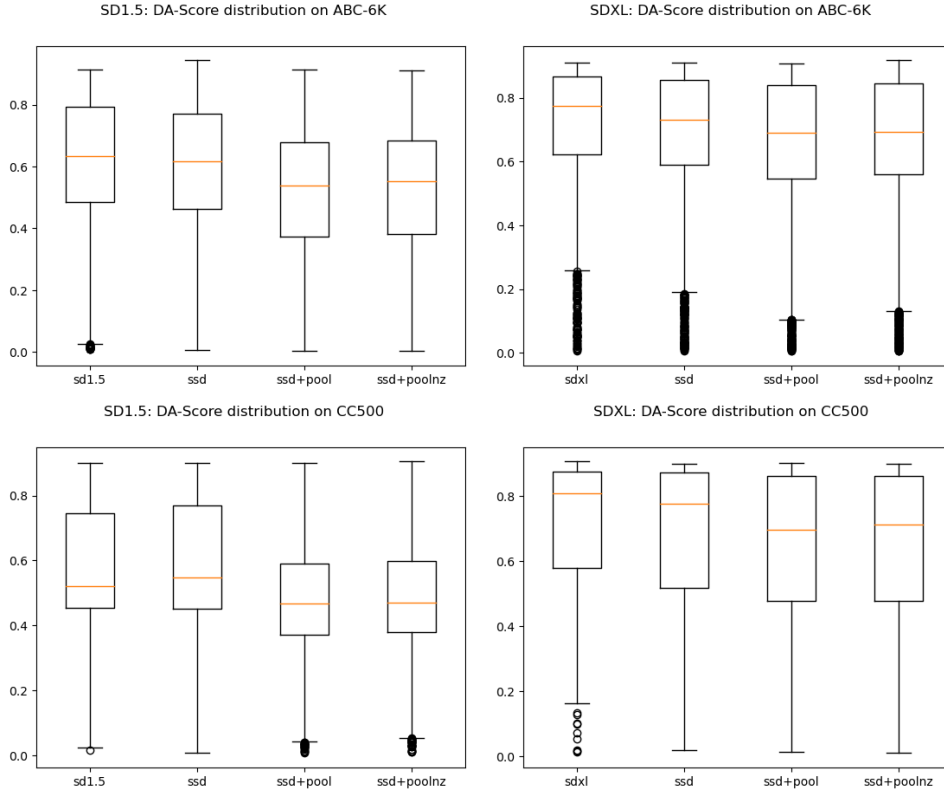 SD1.5: DA-Score distribution on ABC-6K
0.8
0.6
0.4
0.2
0.0
sd1.5 ssd ssd+pool ssd+poolnz
SDXL: DA-Score distribution on ABC-6K
0.8
0.6
0.4
0.2
0.0
sdxl ssd ssd+pool ssd+poolnz
SD1.5: DA-Score distribution on CC500
0.8
0.6
0.4
0.2
0.0
sd1.5 ssd ssd+pool ssd+poolnz
SDXL: DA-Score distribution on CC500
0.8
0.6
0.4
0.2
0.0
sdxl ssd ssd+pool ssd+poolnz